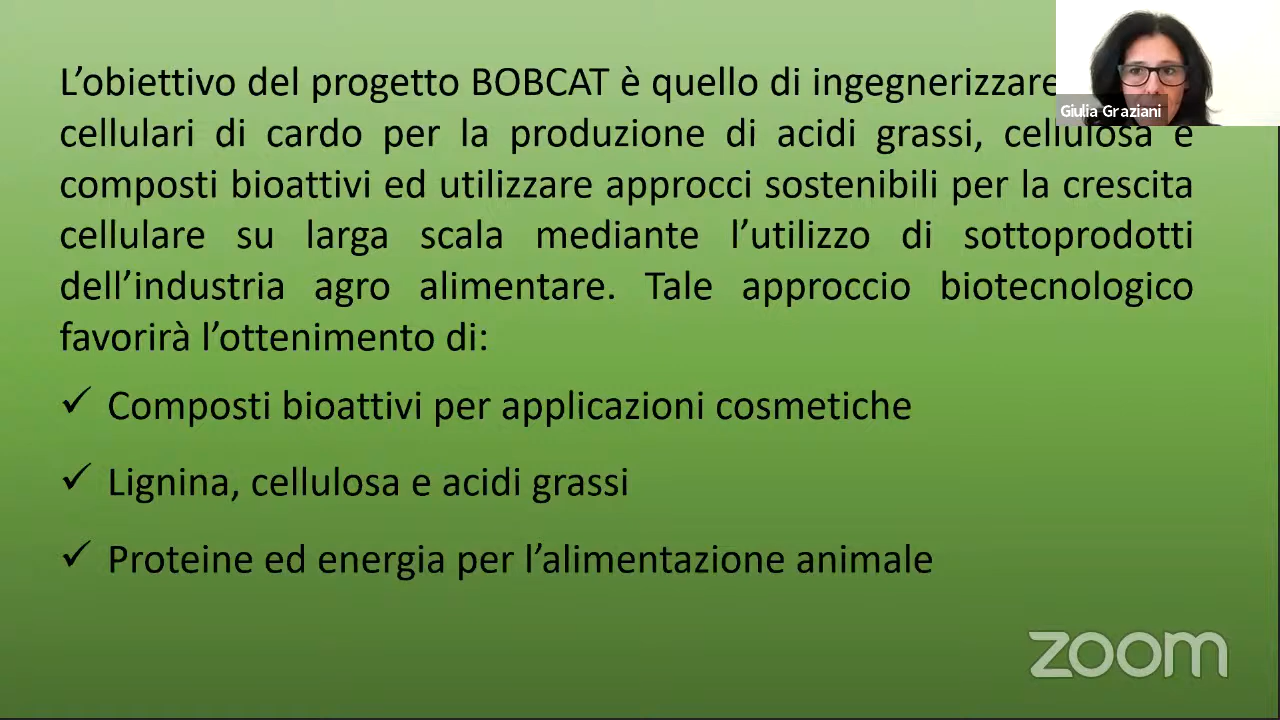 L’obiettivo del progetto BOBCAT è quello di ingegnerizzare
cellulari di cardo per la produzione di acidi grassi, cellulosa e
composti bioattivi ed utilizzare approcci sostenibili per la crescita
cellulare su larga scala mediante l’utilizzo di sottoprodotti
dell’industria agro alimentare. Tale approccio biotecnologico
favorirà l’ottenimento di:
✓ Composti bioattivi per applicazioni cosmetiche
✓ Lignina, cellulosa e acidi grassi
✓ Proteine ed energia per l’alimentazione animale
Giulia Graziani
zoom